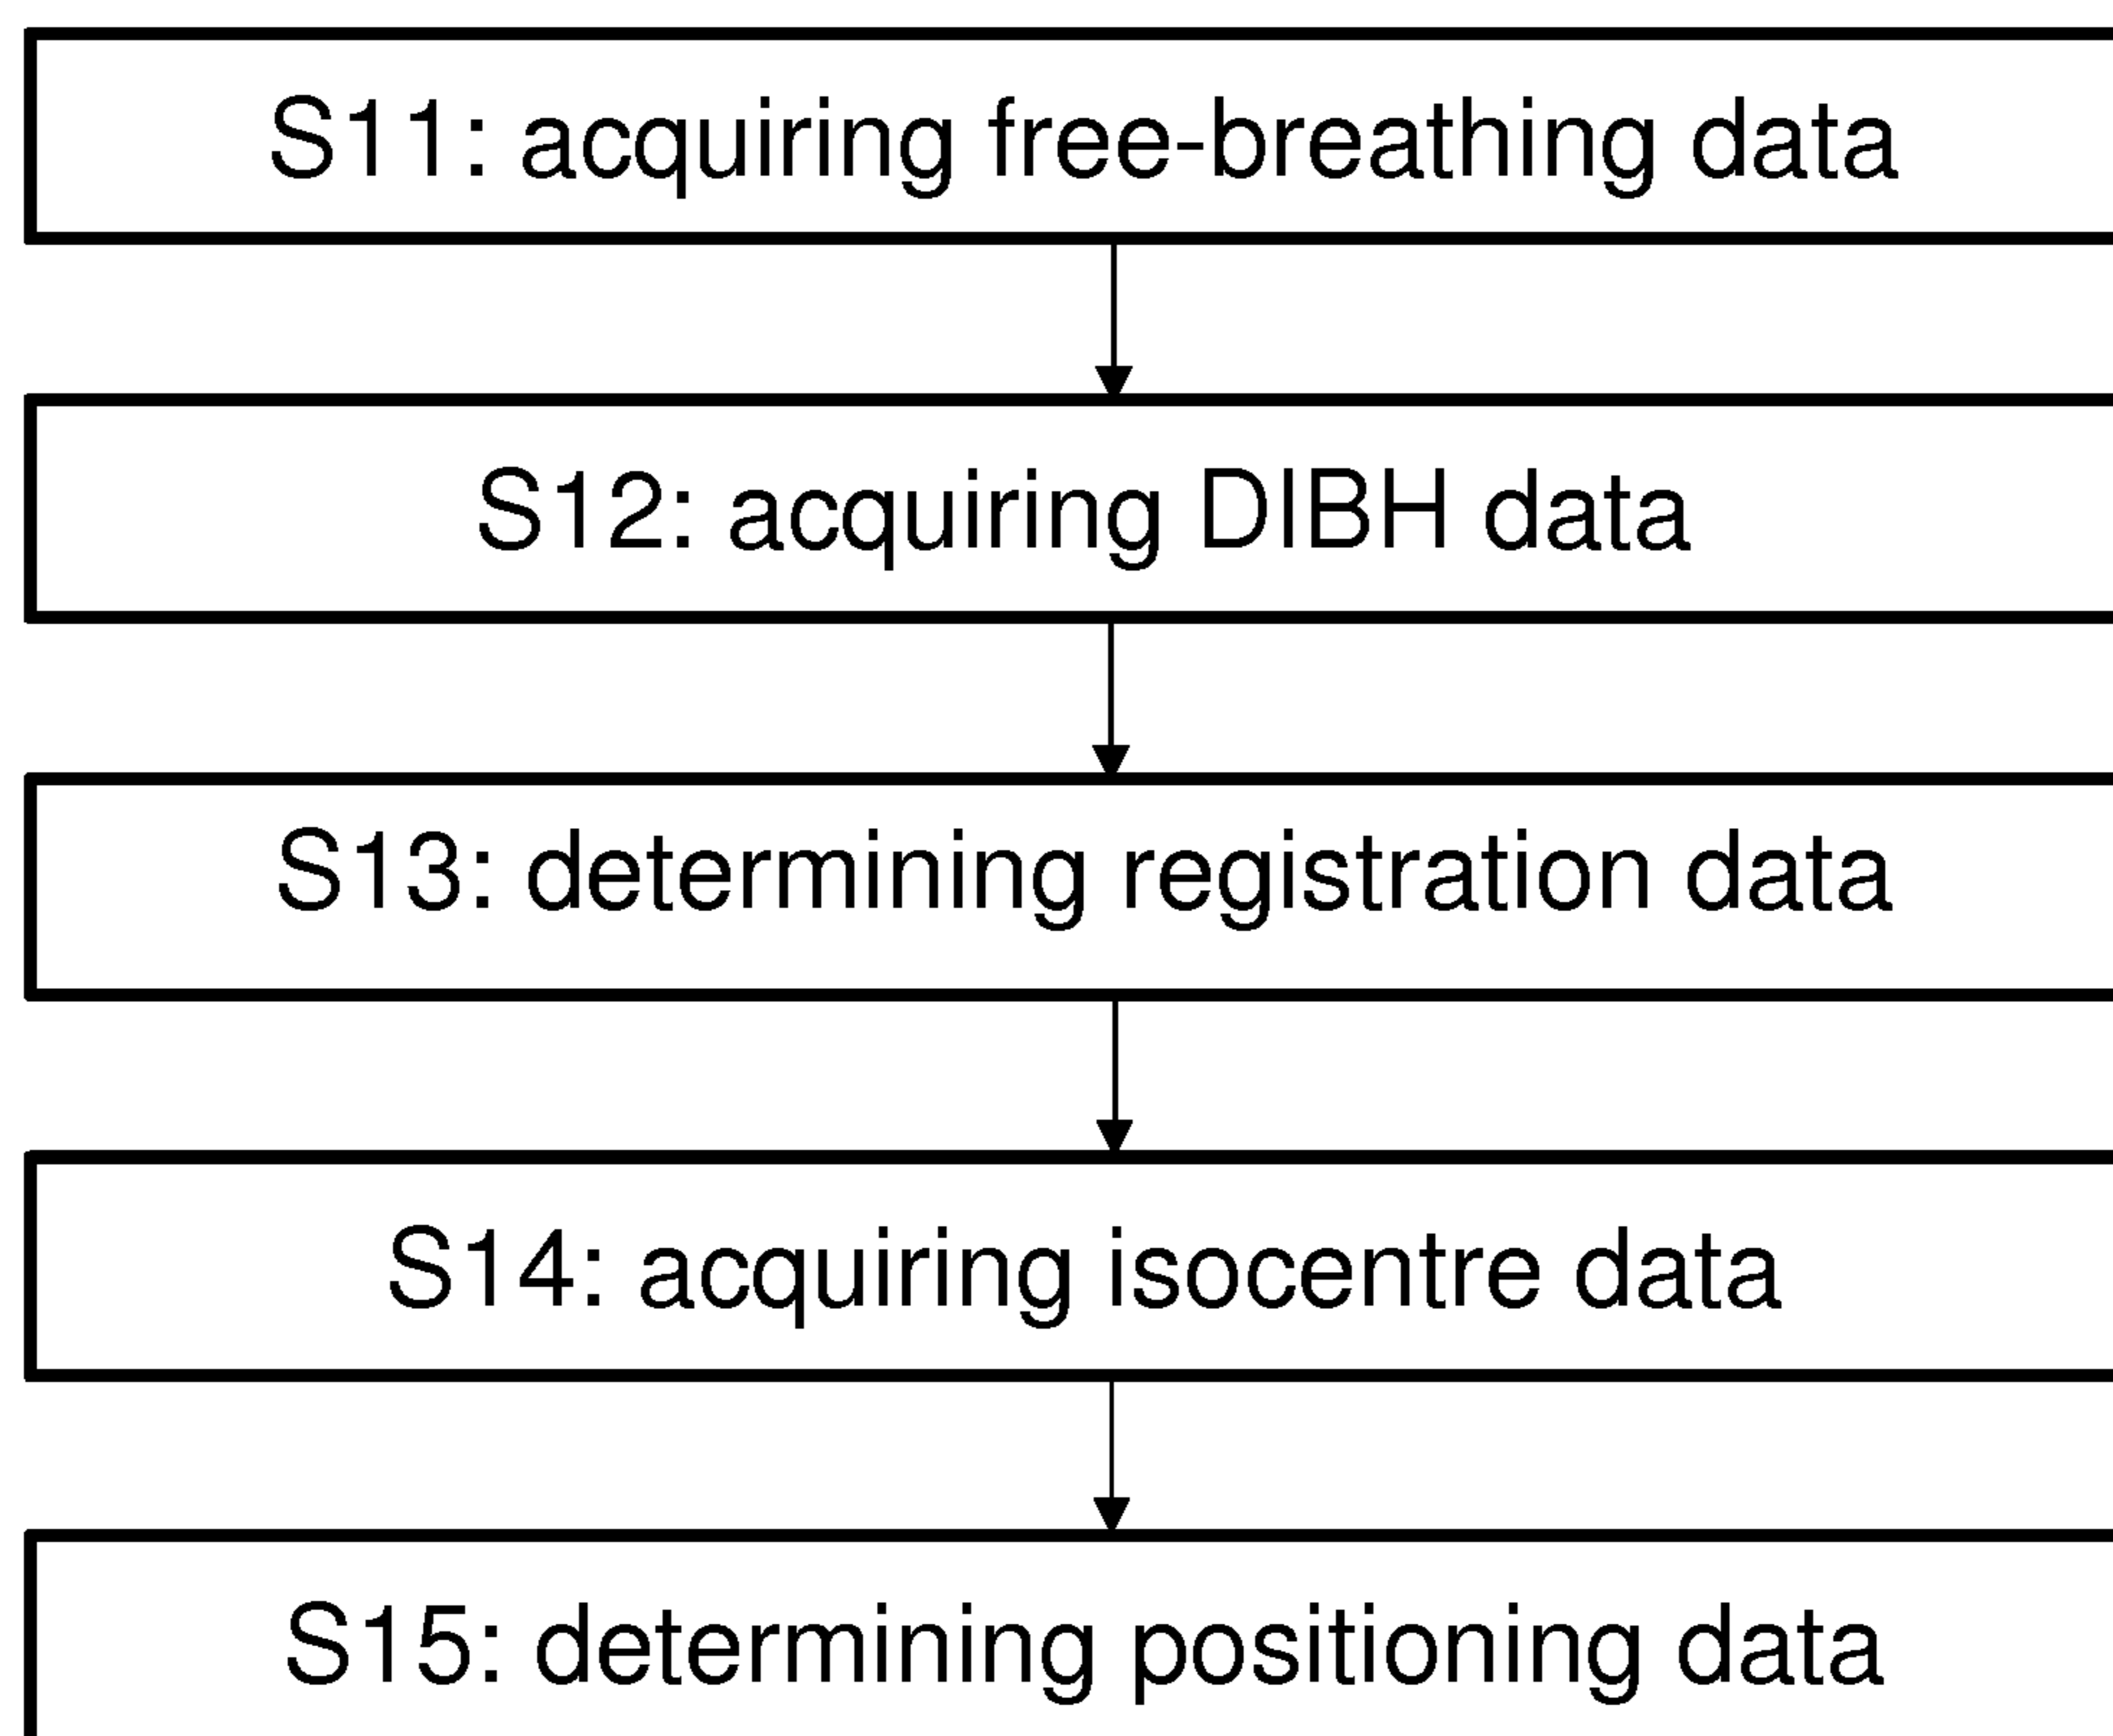 S11: acquiring free-breathing data
S12: acquiring DIBH data
S13: determining registration data
S14: acquiring isocentre data
S15: determining positioning data